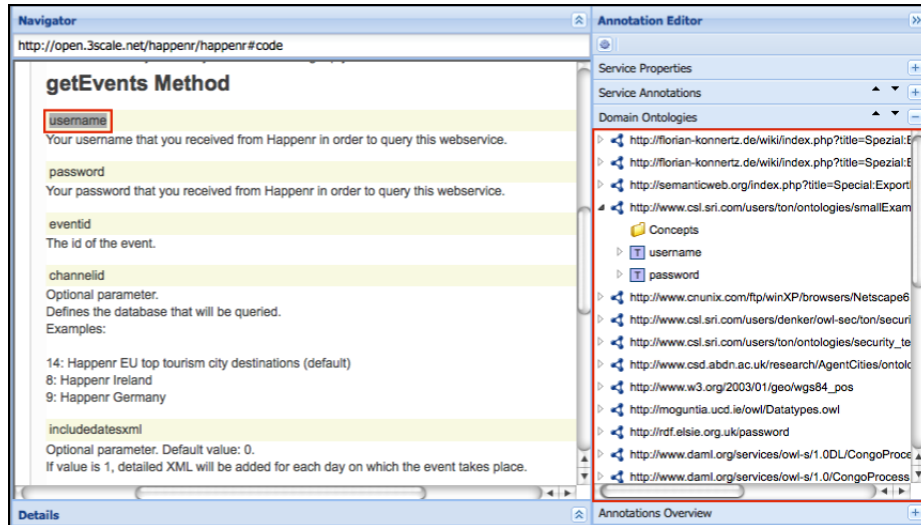 Navigator
http://open.3scale.net/happenr/happenr#code
getEvents Method
username
Your username that you received from Happenr in order to query this webservice.
password
Your password that you received from Happenr in order to query this webservice.
eventid
The id of the event.
channelid
Optional parameter.
Defines the database that will be queried.
Examples:
14: Happenr EU top tourism city destinations (default)
8: Happenr Ireland
9: Happenr Germany
includedatesxml
Optional parameter. Default value: 0.
If value is 1, detailed XML will be added for each day on which the event takes place.
Details
Annotation Editor
Service Properties
Service Annotations
Domain Ontologies
http://florian-konnertz.de/wiki/index.php?title=Spezial:E
http://florian-konnertz.de/wiki/index.php?title=Spezial:E
http://semanticweb.org/index.php?title=Special:Export
http://www.csl.sri.com/users/ton/ontologies/smallExam
Concepts
T username
T password
http://www.cnunix.com/ftp/winXP/browsers/Netscape6
http://www.csl.sri.com/users/denker/owl-sec/ton/securi
http://www.csl.sri.com/users/ton/ontologies/security_te
http://www.csd.abdn.ac.uk/research/AgentCities/ontolo
http://www.w3.org/2003/01/geo/wgs84_pos
http://moguntia.ucd.ie/owl/Datatypes.owl
http://rdf.elsie.org.uk/password
http://www.daml.org/services/owl-s/1.0DL/CongoProce
http://www.daml.org/services/owl-s/1.0/CongoProcess
Annotations Overview